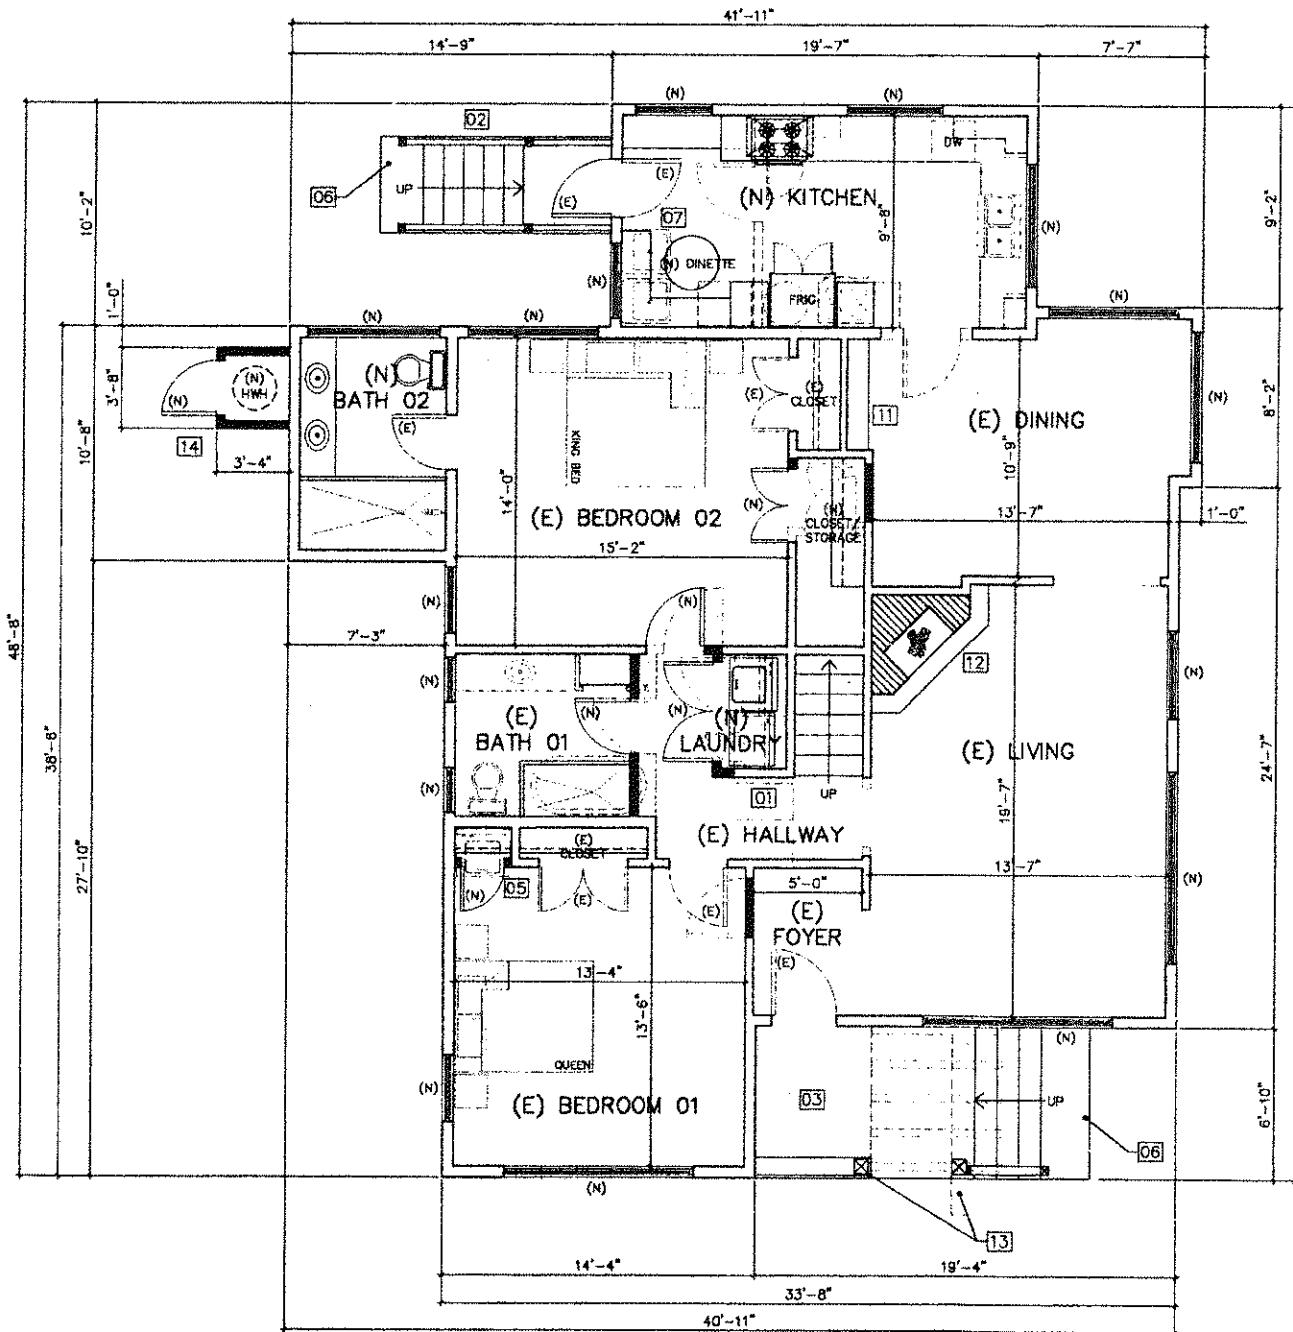 41'-11"
14'-9"
19'-7"
7'-7"
(N)
(N)
02
DW
06
UP
(E)
(E)
(N) KITCHEN
10'-2"
9'-2"
07
9'-8"
(N)
(N) DINETTE
(N)
FRIG
1'-0"
(N)
(N)
(N)
3'-8"
(N)
HWH
(N)
14
3'-4"
(N)
BATH 02
(E)
KING BED
(E)
(E)
CLOSET
11
(E) DINING
(N)
8'-2"
10'-8"
10'-9"
14'-0"
(E) BEDROOM 02
(N)
(N)
CLOSET/
STORAGE
13'-7"
1'-0"
15'-2"
(N)
(N)
48'-8"
7'-3"
12
(N)
(N)
(E)
BATH 01
(N)
(N)
(N)
LAUNDRY
(E) LIVING
38'-6"
24'-7"
(N)
01
UP
19'-7"
(E) HALLWAY
(E)
CLOSET
27'-10"
(N)
05
(E)
(E)
5'-0"
(E)
FOYER
13'-7"
(N)
13'-4"
(E)
13'-6"
QUEEN
(N)
(N)
(E) BEDROOM 01
03
UP
6'-10"
06
(N)
13
14'-4"
19'-4"
33'-8"
40'-11"